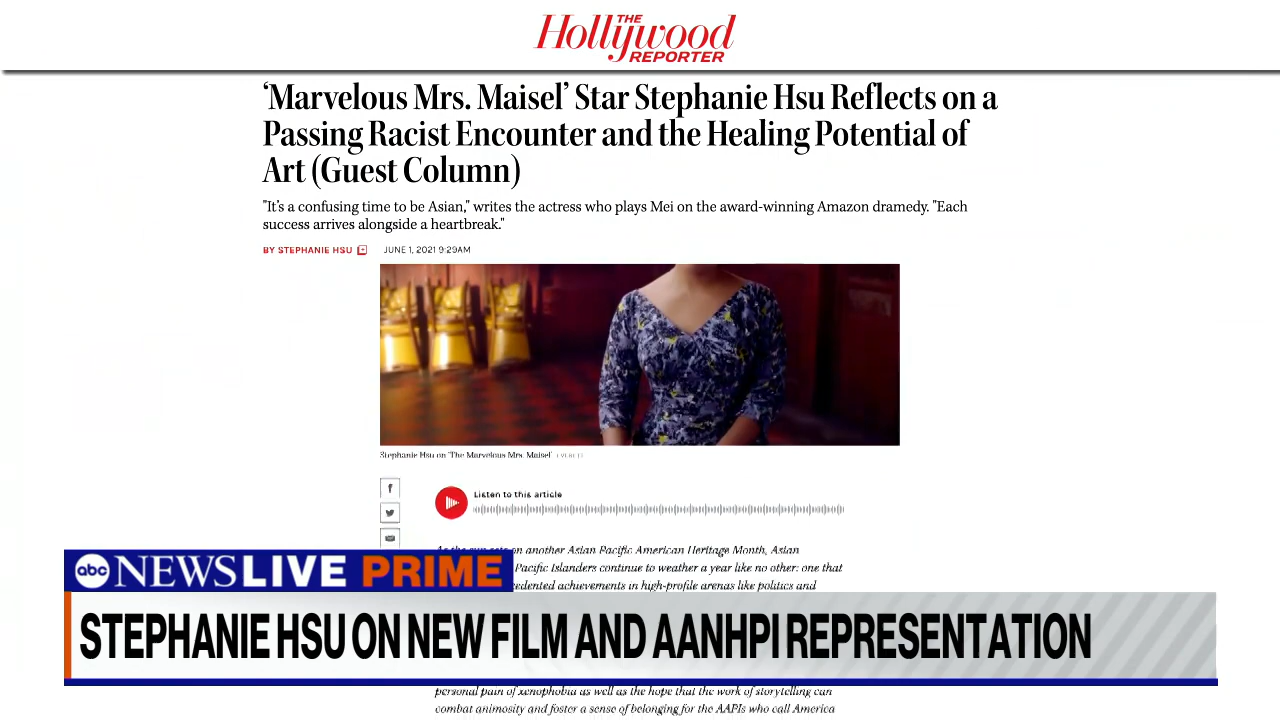 THE
Hollywood
REPORTER
‘Marvelous Mrs. Maisel’ Star Stephanie Hsu Reflects on a
Passing Racist Encounter and the Healing Potential of
Art (Guest Column)
"It's a confusing time to be Asian," writes the actress who plays Mei on the award-winning Amazon dramedy. "Each
success arrives alongside a heartbreak."
BY STEPHANIE HSU JUNE 1, 2021 9:29AM
Stephanie Hsu on 'The Marvelous Mrs. Maisel'
Listen to this article
on another Asian Pacific American Heritage Month, Asian
Pacific Islanders continue to weather a year like no other: one that
achievements in high-profile arenas like politics and
abc NEWS LIVE PRIME
STEPHANIE HSU ON NEW FILM AND AANHPI REPRESENTATION
personal pain of xenophobia as well as the hope that the work of storytelling can
combat animosity and foster a sense of belonging for the AAPIs who call America